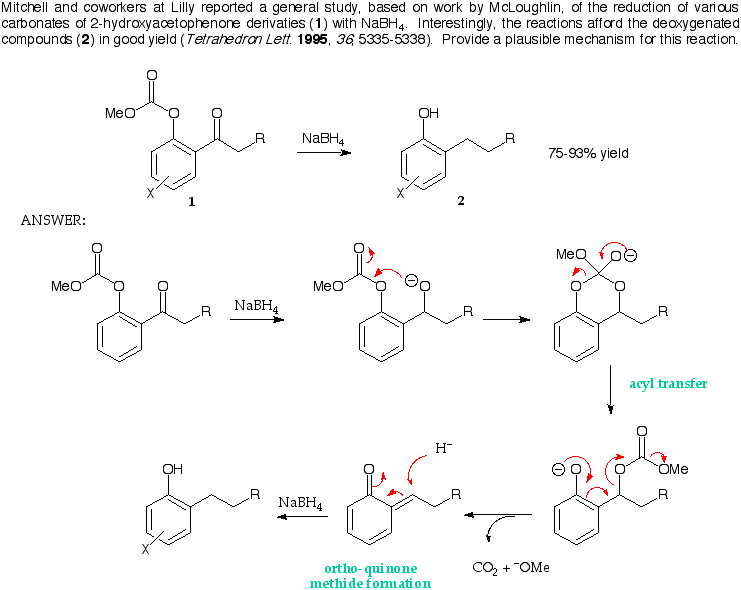 Mitchell and coworkers at Lilly reported a general study, based on work by McLoughlin, of the reduction of various
carbonates of 2-hydroxyacetophenone derivaties (1) with NaBH₄. Interestingly, the reactions afford the deoxygenated
compounds (2) in good yield (Tetrahedron Lett. 1995, 36, 5335-5338). Provide a plausible mechanism for this reaction.
O
MeO O O
R
X
1
NaBH₄
OH
R
X
2
75-93% yield
ANSWER:
O
MeO O O
R
NaBH₄
O
MeO O ⊖ O
R
MeO O ⊖
O O
R
acyl transfer
O
⊖ O O OMe
R
CO₂ + ⁻OMe
H⁻
O
R
ortho-quinone
methide formation
NaBH₄
OH
R
X